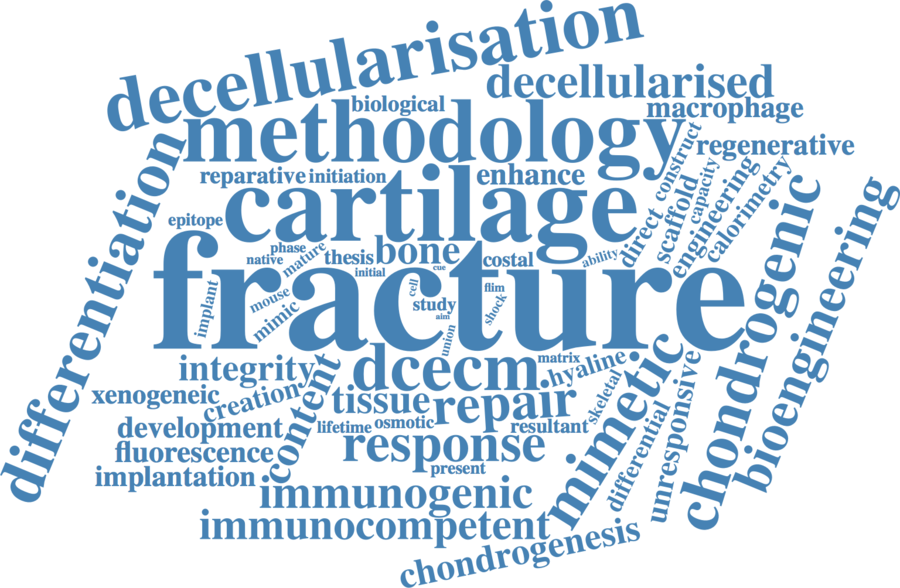 decellularisation
decellularised
biological
macrophage
methodology
regenerative
reparative
initiation
enhance
construct
capacity
scaffold
engineering
calorimetry
direct
cartilage
epitope
differentiation
phase
native
mature
thesis
bone
costal
ability
initial
cue
fracture
implant
mouse
mimic
cell
study
aim
flim
shock
union
chondrogenic
bioengineering
integrity
dcecm.
matrix
hyaline
mimetic
xenogeneic
creation
content
tissue
repair
skeletal
development
lifetime
osmotic
resultant
differential
unresponsive
fluorescence
response
implantation
present
immunogenic
immunocompetent
chondrogenesis